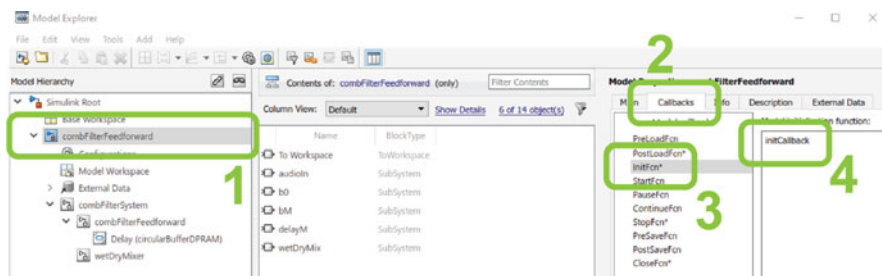 Model Explorer
File Edit View Tools Add Help
Model Hierarchy
Simulink Root
Base Workspace
combFilterFeedforward
Configurations
Model Workspace
External Data
combFilterSystem
combFilterFeedforward
Delay (circularBufferDPRAM)
wetDryMixer
1
Contents of: combFilterFeedforward (only) Filter Contents
Column View: Default Show Details 6 of 14 object(s)
Name BlockType
To Workspace ToWorkspace
audioIn SubSystem
b0 SubSystem
bM SubSystem
delayM SubSystem
wetDryMix SubSystem
2
Callbacks Info Description External Data
function:
PreLoadFcn
PostLoadFcn*
InitFcn*
StartFcn
PauseFcn
ContinueFcn
StopFcn*
PreSaveFcn
PostSaveFcn
CloseFcn*
3
initCallback
4